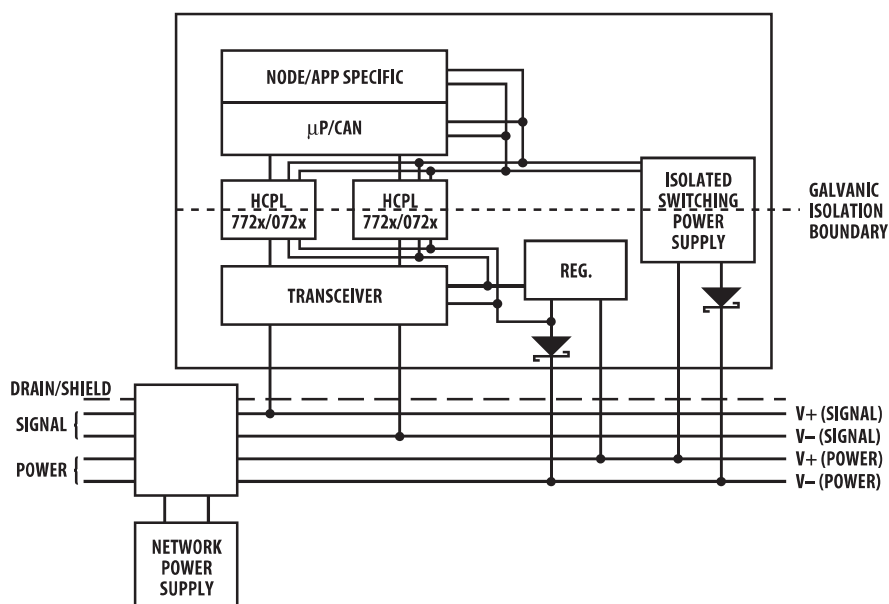 NODE/APP SPECIFIC
μP/CAN
HCPL
772x/072x
HCPL
772x/072x
ISOLATED
SWITCHING
POWER
SUPPLY
GALVANIC
ISOLATION
BOUNDARY
REG.
TRANSCEIVER
DRAIN/SHIELD
SIGNAL
POWER
V+ (SIGNAL)
V– (SIGNAL)
V+ (POWER)
V– (POWER)
NETWORK
POWER
SUPPLY